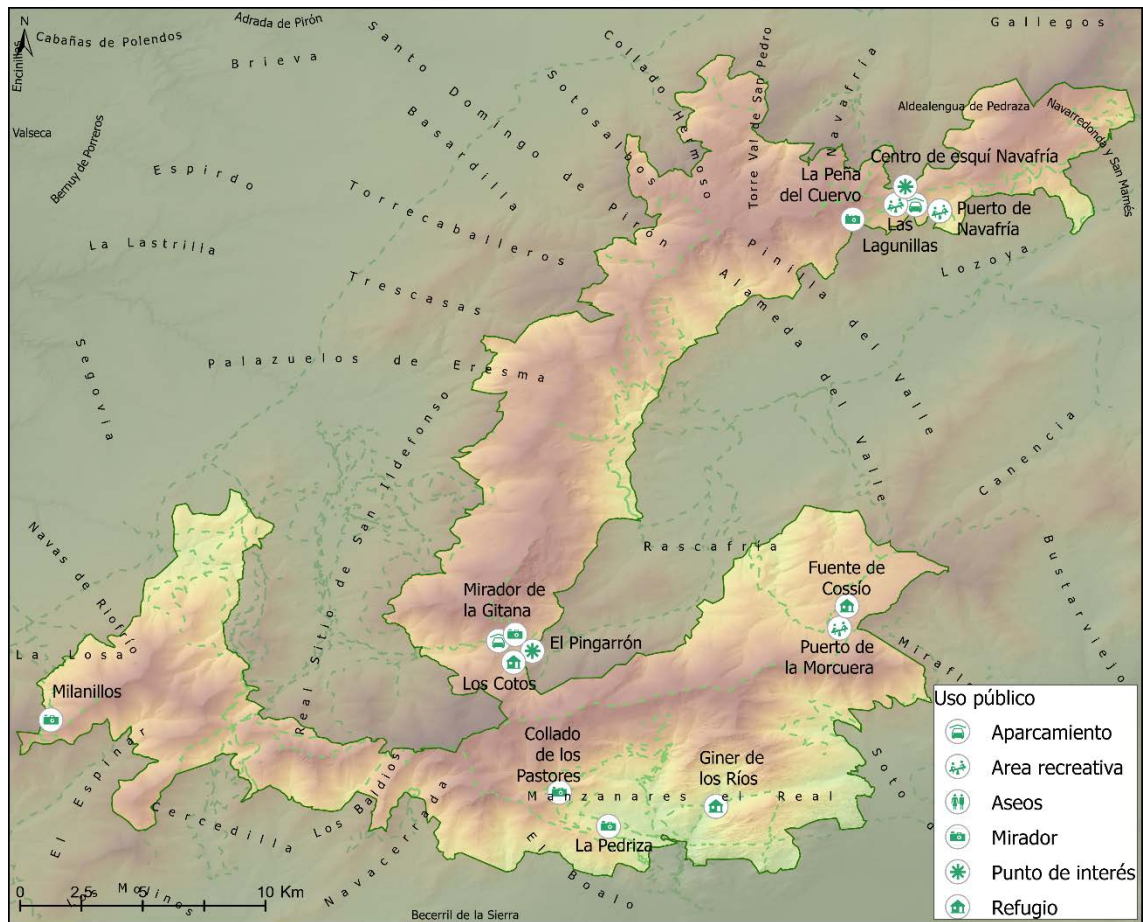 N
Adrada de Pirón
Cabañas de Polendos
Encinillas
Brieva
Santo Domingo de Pirón
Sotosalbos
Collado Hermoso
Torre Val de San Pedro
Navafría
Gallegos
Aldealengua de Pedraza
Navarredonda y San Mamés
Valseca
Bernuy de Porreros
Basardilla
Espirdo
Torrecaballeros
La Lastrilla
Trescasas
Centro de esquí Navafría
La Peña
del Cuervo
Las
Lagunillas
Puerto de
Navafría
Lozoya
Pinilla del Valle
Alameda del Valle
Segovia
Palazuelos de Eresma
Real Sitio de San Ildefonso
Canencia
Rascafría
Bustarviejo
Navas de Riofrío
Fuente de
Cossío
Mirador de
la Gitana
El Pingarrón
Los Cotos
Puerto de
la Morcuera
Mirafl
La Losa
Milanillos
Collado
de los
Pastores
Giner de
los Ríos
Manzanares el Real
Soto d
El Espinar
Cercedilla
Los Baldíos
Navacerrada
La Pedriza
El Boalo
Los Molinos
Becerril de la Sierra
0 2,5 5 10 Km
Uso público
Aparcamiento
Area recreativa
Aseos
Mirador
Punto de interés
Refugio